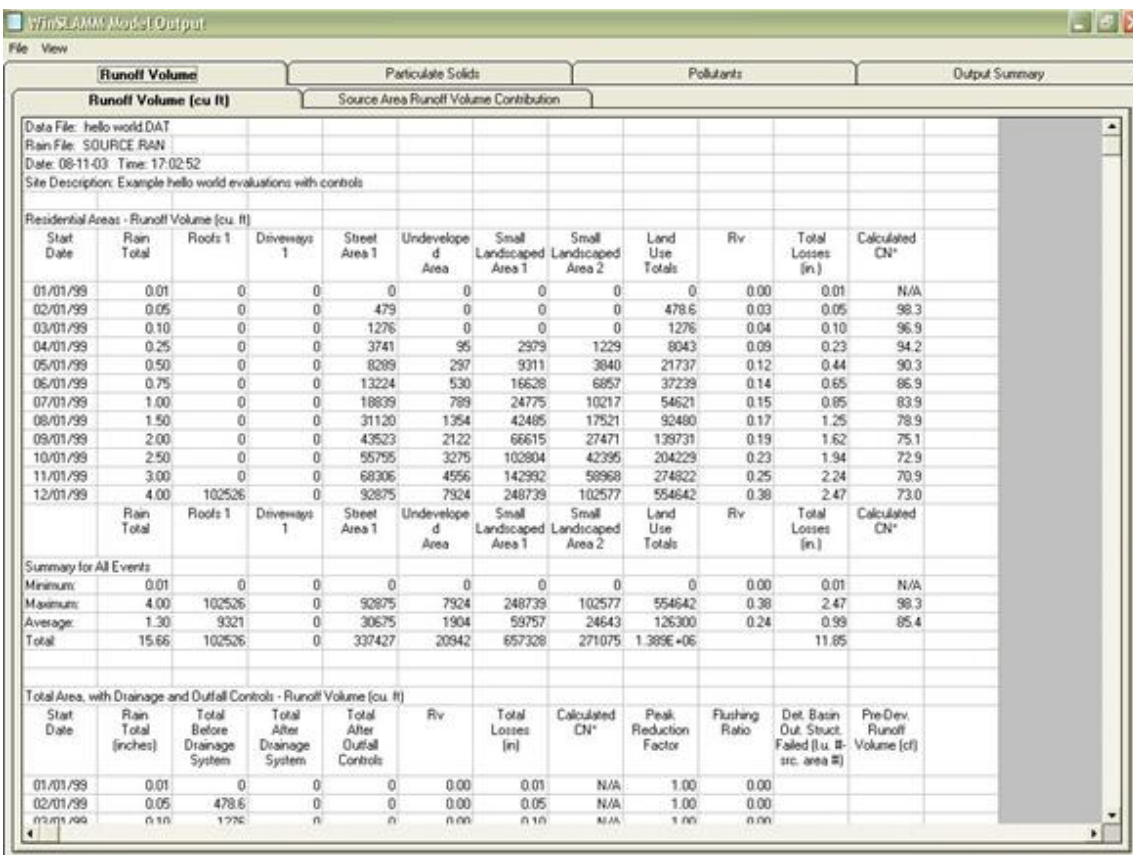 WinSLAMM Model Output
File View
Runoff Volume Particulate Solids Pollutants Output Summary
Runoff Volume (cu ft) Source Area Runoff Volume Contribution
Data File: hello world.DAT
Rain File: SOURCE.RAN
Date: 08-11-03 Time: 17:02:52
Site Description: Example hello world evaluations with controls
Residential Areas - Runoff Volume (cu. ft)
Start Rain Roofs 1 Driveways Street Undevelope Small Small Land Rv Total Calculated
Date Total 1 Area 1 d Landscaped Landscaped Use Losses CN*
Area Area 1 Area 2 Totals (in.)
01/01/99 0.01 0 0 0 0 0 0 0 0.00 0.01 N/A
02/01/99 0.05 0 0 479 0 0 0 478.6 0.03 0.05 98.3
03/01/99 0.10 0 0 1276 0 0 0 1276 0.04 0.10 96.9
04/01/99 0.25 0 0 3741 95 2979 1229 8043 0.09 0.23 94.2
05/01/99 0.50 0 0 8289 297 9311 3840 21737 0.12 0.44 90.3
06/01/99 0.75 0 0 13224 530 16628 6857 37239 0.14 0.65 86.9
07/01/99 1.00 0 0 18839 789 24775 10217 54621 0.15 0.85 83.9
08/01/99 1.50 0 0 31120 1354 42485 17521 92480 0.17 1.25 78.9
09/01/99 2.00 0 0 43523 2122 66615 27471 139731 0.19 1.62 75.1
10/01/99 2.50 0 0 55755 3275 102804 42395 204229 0.23 1.94 72.9
11/01/99 3.00 0 0 68306 4556 142992 58968 274822 0.25 2.24 70.9
12/01/99 4.00 102526 0 92875 7924 248739 102577 554642 0.38 2.47 73.0
Rain Roofs 1 Driveways Street Undevelope Small Small Land Rv Total Calculated
Total 1 Area 1 d Landscaped Landscaped Use Losses CN*
Area Area 1 Area 2 Totals (in.)
Summary for All Events
Minimum: 0.01 0 0 0 0 0 0 0 0.00 0.01 N/A
Maximum: 4.00 102526 0 92875 7924 248739 102577 554642 0.38 2.47 98.3
Average: 1.30 9321 0 30675 1904 59757 24643 126300 0.24 0.99 85.4
Total: 15.66 102526 0 337427 20942 657328 271075 1.389E+06 11.85
Total Area, with Drainage and Outfall Controls - Runoff Volume (cu. ft)
Start Rain Total Total Total Rv Total Calculated Peak Flushing Det. Basin Pre-Dev.
Date Total Before After After Losses CN* Reduction Ratio Out. Struct. Runoff
(inches) Drainage Drainage Outfall (in) Factor Failed (l.u. #- Volume (cf)
System System Controls src. area #)
01/01/99 0.01 0 0 0 0.00 0.01 N/A 1.00 0.00
02/01/99 0.05 478.6 0 0 0.00 0.05 N/A 1.00 0.00
03/01/99 0.10 1276 0 0 0.00 0.10 N/A 1.00 0.00